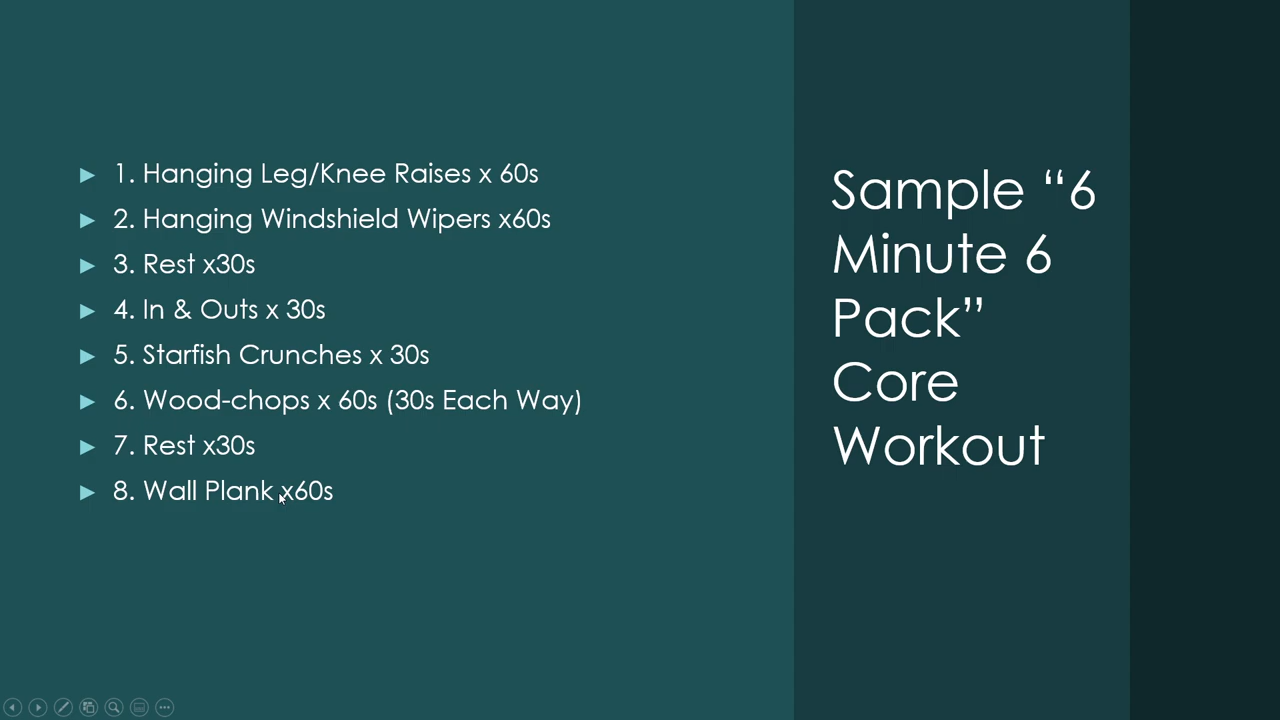 1. Hanging Leg/Knee Raises x 60s
2. Hanging Windshield Wipers x60s
3. Rest x30s
4. In & Outs x 30s
5. Starfish Crunches x 30s
6. Wood-chops x 60s (30s Each Way)
7. Rest x30s
8. Wall Plank x60s
Sample “6
Minute 6
Pack”
Core
Workout